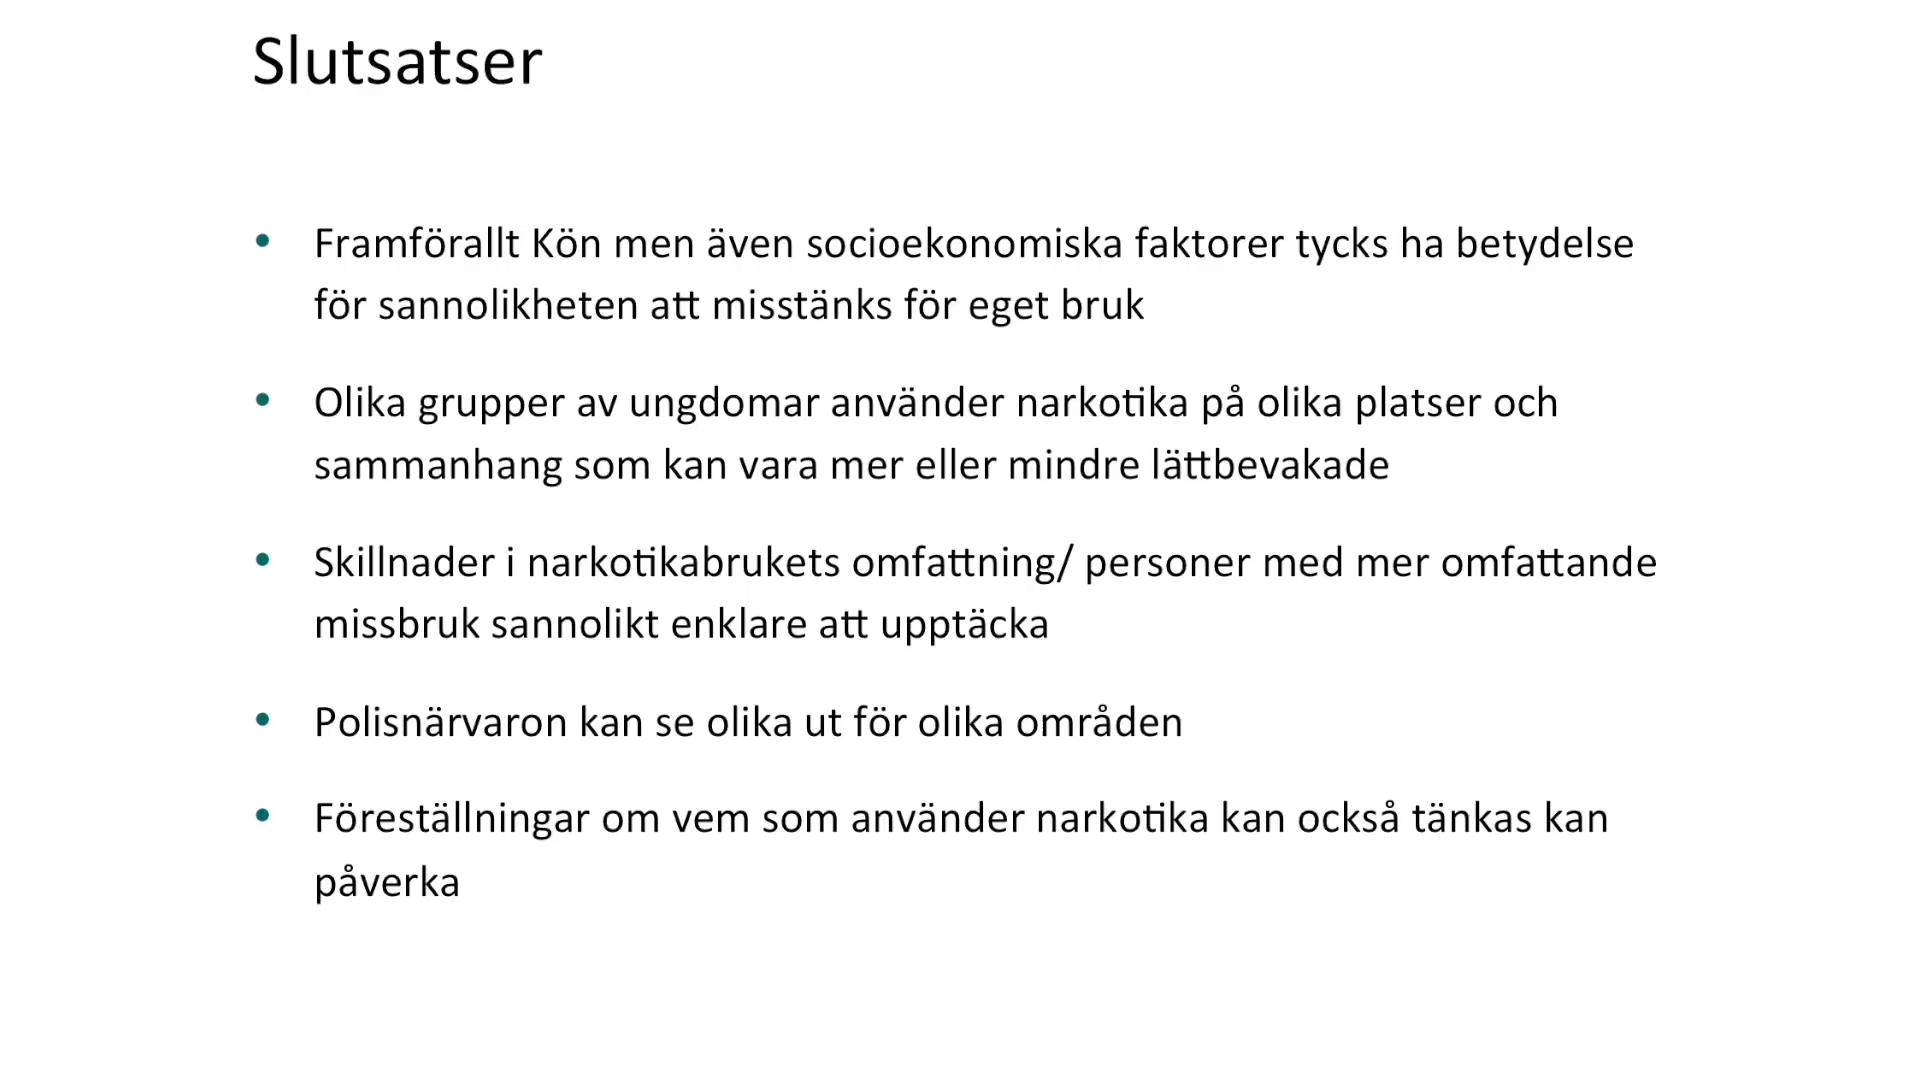 Slutsatser
• Framförallt Kön men även socioekonomiska faktorer tycks ha betydelse
för sannolikheten att misstänks för eget bruk
• Olika grupper av ungdomar använder narkotika på olika platser och
sammanhang som kan vara mer eller mindre lättbevakade
• Skillnader i narkotikabrukets omfattning/ personer med mer omfattande
missbruk sannolikt enklare att upptäcka
• Polisnärvaron kan se olika ut för olika områden
• Föreställningar om vem som använder narkotika kan också tänkas kan
påverka